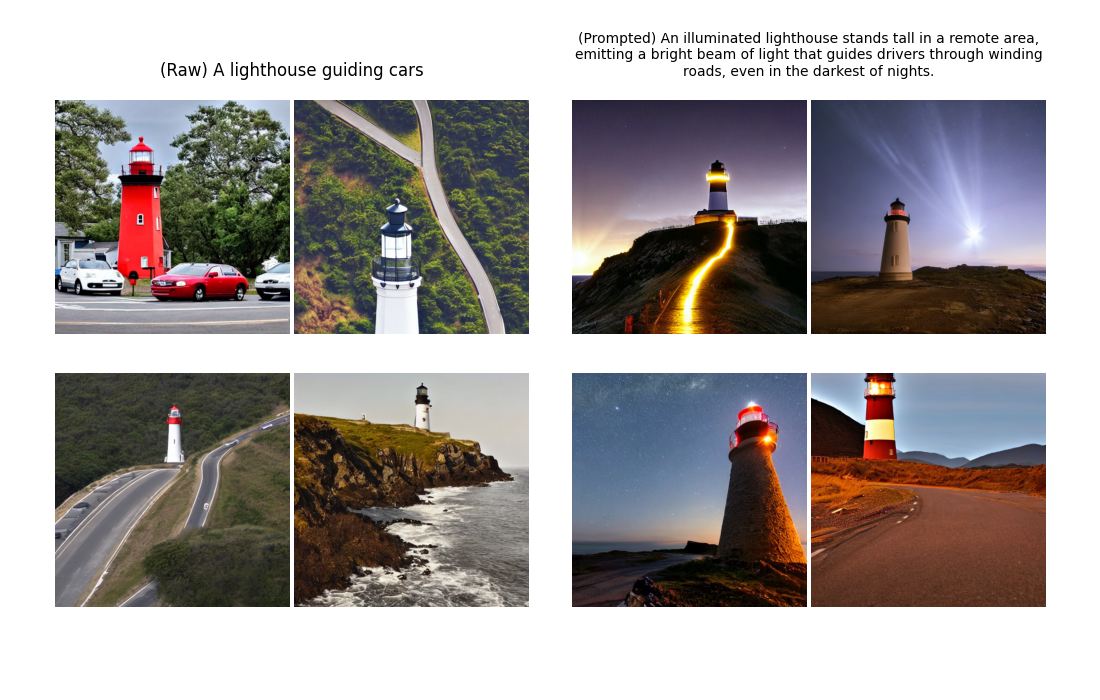 (Raw) A lighthouse guiding cars
(Prompted) An illuminated lighthouse stands tall in a remote area,
emitting a bright beam of light that guides drivers through winding
roads, even in the darkest of nights.